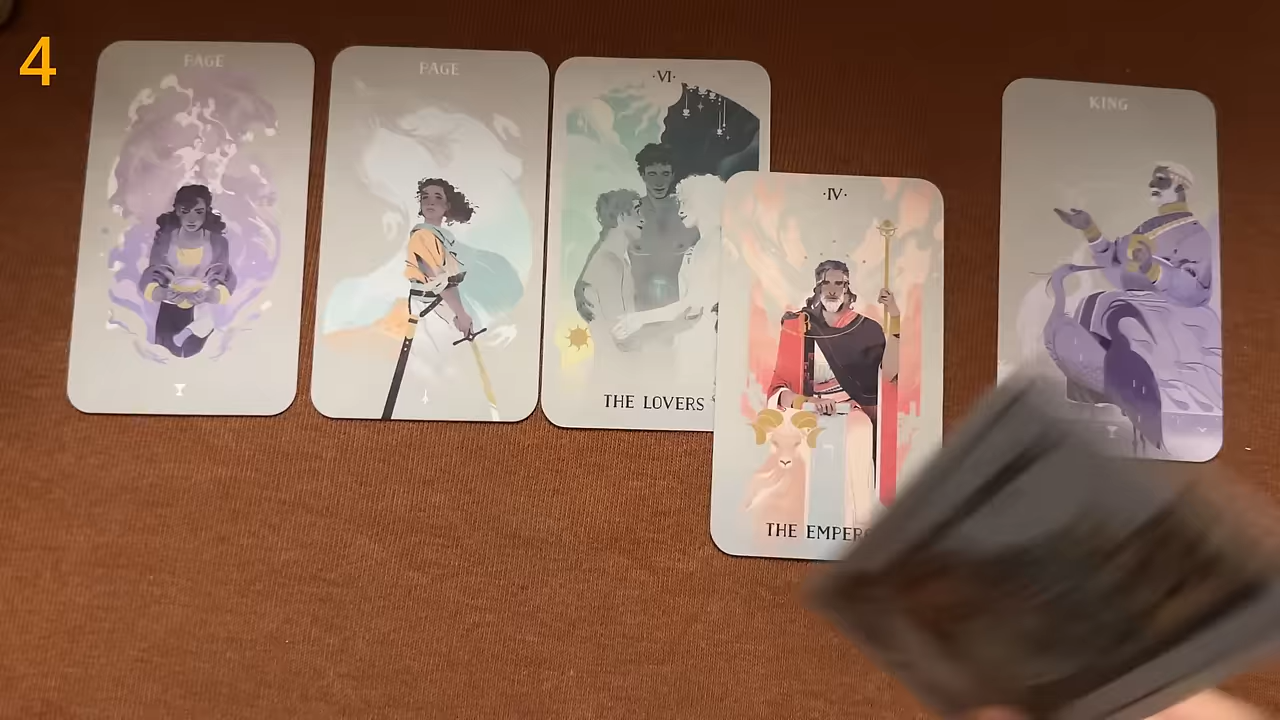 4
PAGE
PAGE
·VI·
THE LOVERS
·IV·
THE EMPER
KING